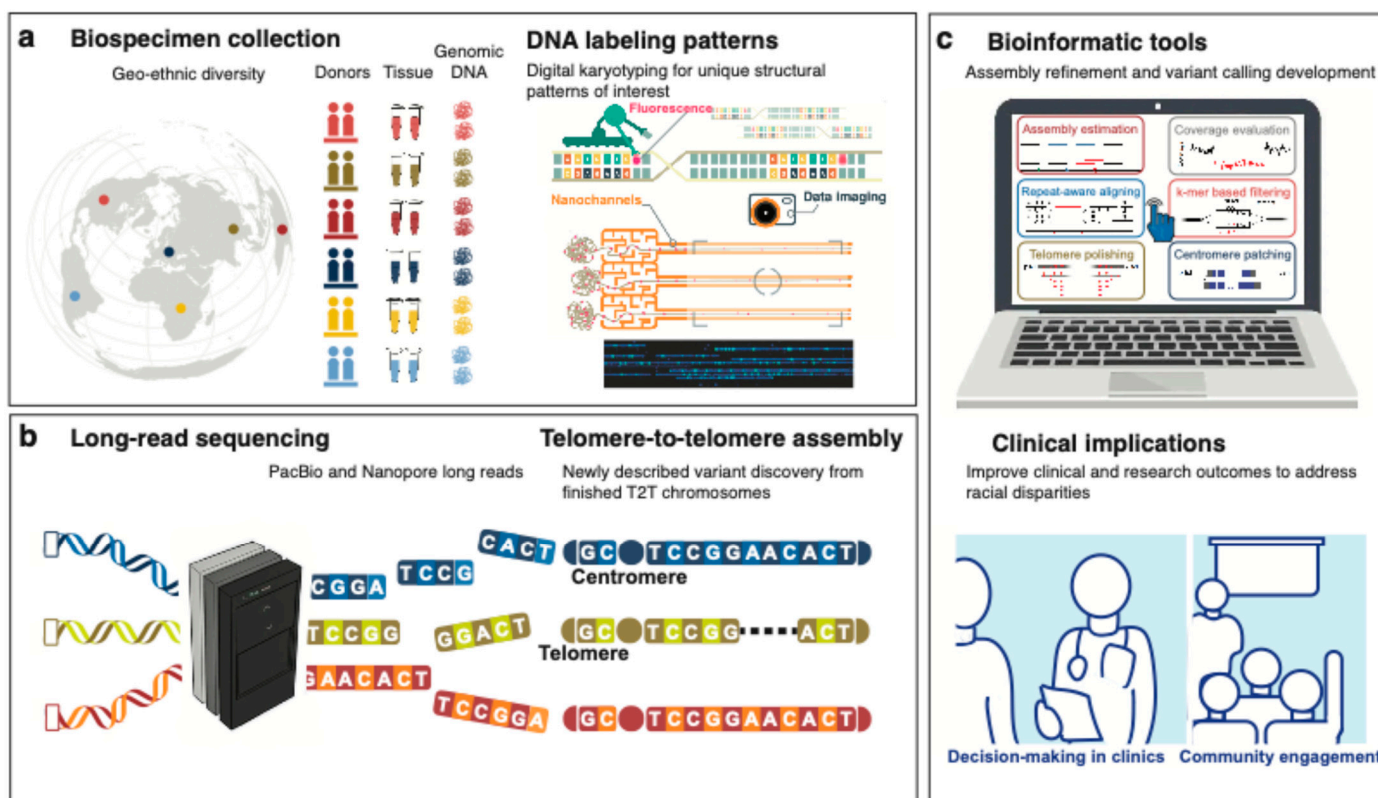 a
Biospecimen collection
Geo-ethnic diversity
Donors
Tissue
Genomic
DNA
DNA labeling patterns
Digital karyotyping for unique structural
patterns of interest
Fluorescence
Nanochannels
Data imaging
b
Long-read sequencing
PacBio and Nanopore long reads
CGGA
TCCG
CACT
TCCGG
GGACT
GAACACT
TCCGGA
Telomere-to-telomere assembly
Newly described variant discovery from
finished T2T chromosomes
GC TCCGGAACACT
Centromere
GC TCCGG ACT
Telomere
GC TCCGGAACACT
c
Bioinformatic tools
Assembly refinement and variant calling development
Assembly estimation
Coverage evaluation
Repeat-aware aligning
k-mer based filtering
Telomere polishing
Centromere patching
Clinical implications
Improve clinical and research outcomes to address
racial disparities
Decision-making in clinics
Community engagement